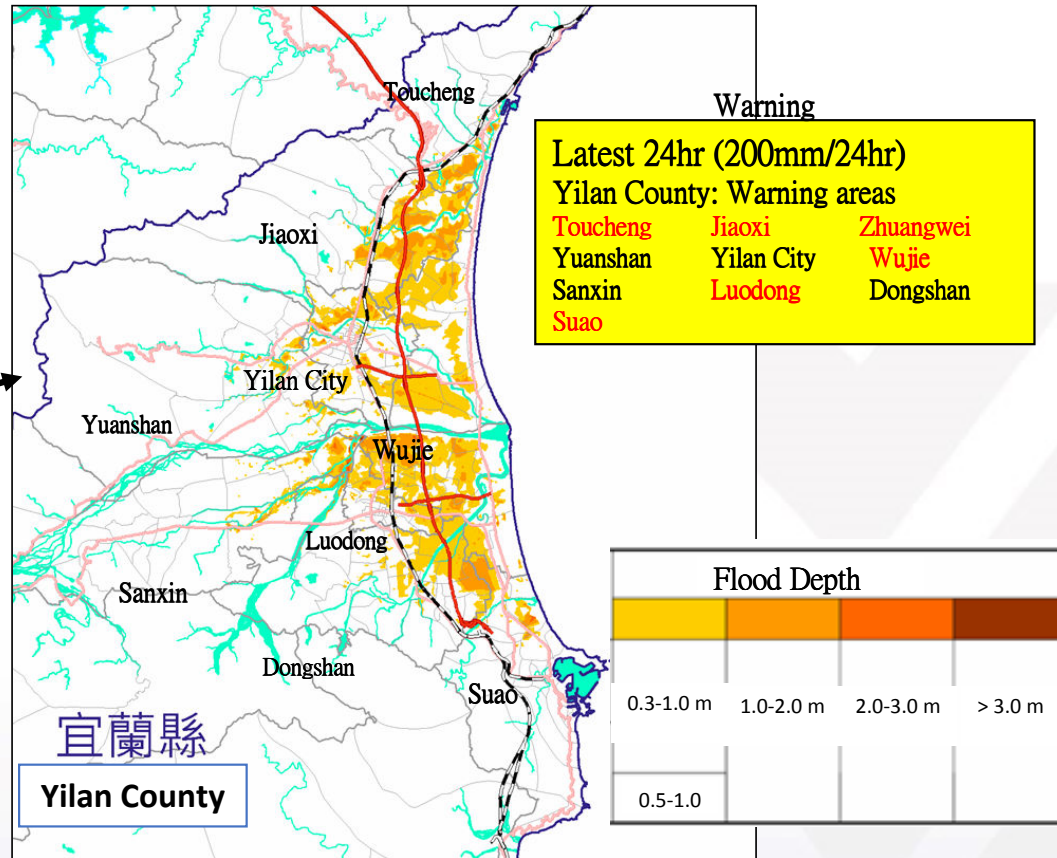 Toucheng
Warning
Latest 24hr (200mm/24hr)
Yilan County: Warning areas
Toucheng Jiaoxi Zhuangwei
Yuanshan Yilan City Wujie
Sanxin Luodong Dongshan
Suao
Jiaoxi
Yilan City
Yuanshan
Wujie
Luodong
Sanxin
Dongshan
Suao
宜蘭縣
Yilan County
Flood Depth
0.3-1.0 m 1.0-2.0 m 2.0-3.0 m > 3.0 m
0.5-1.0